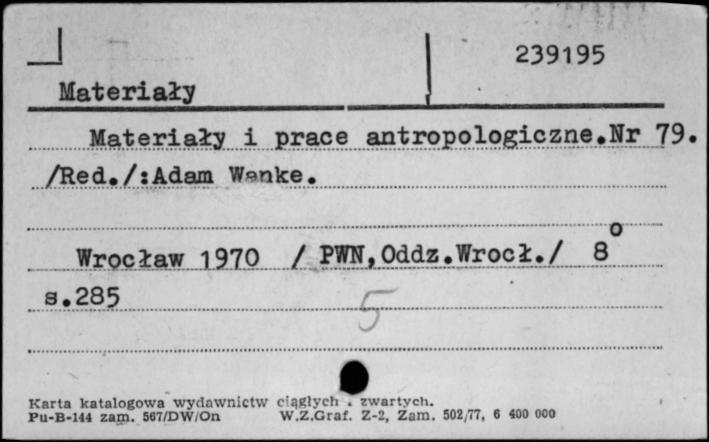 239195
Materiały
Materiały i prace antropologiczne.Nr 79.
/Red./:Adam Wanke.
Wrocław 1970 / PWN,Oddz.Wrocł./ 8o
s.285
5
Karta katalogowa wydawnictw ciągłych . zwartych.
Pu-B-144 zam. 567/DW/On W.Z.Graf. Z-2, Zam. 502/77, 6 400 000